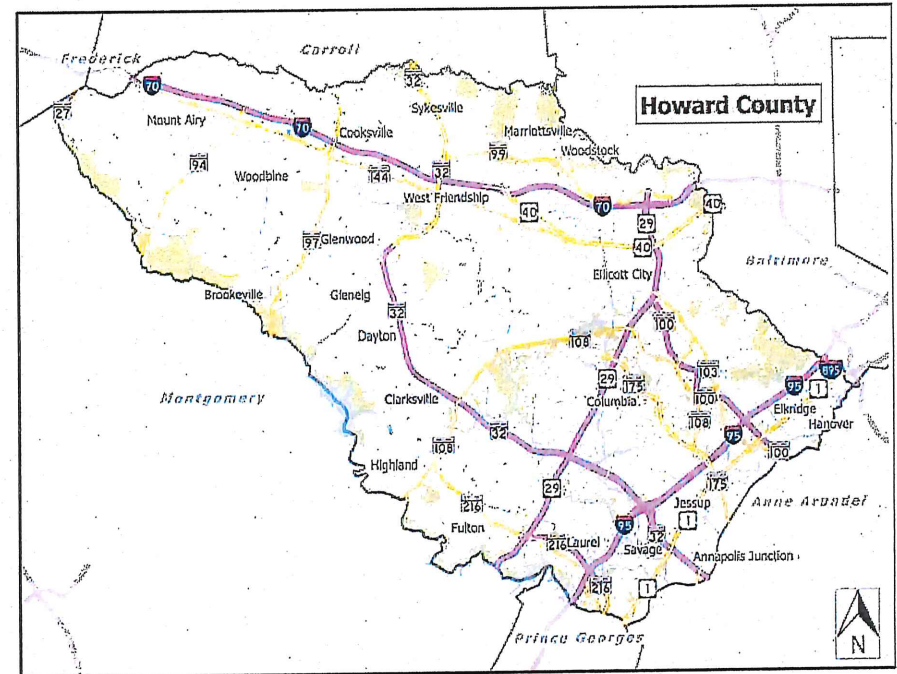 Carroll
Frederick
70
32
27
Sykesville
Howard County
Mount Airy
70
Cooksville
Marriottsville
99
Woodstock
94
144
32
Woodbine
West Friendship
70
40
40
29
97
Glenwood
40
Ellicott City
Baltimore
Brookeville
Glenelg
32
100
Dayton
108
103
895
29
175
95
1
Montgomery
Clarksville
Columbia
100
Elkridge
108
Hanover
32
95
108
100
Highland
175
29
Anne Arundel
216
Jessup
Fulton
95
1
32
216
Laurel
Savage
Annapolis Junction
216
1
Prince Georges
N